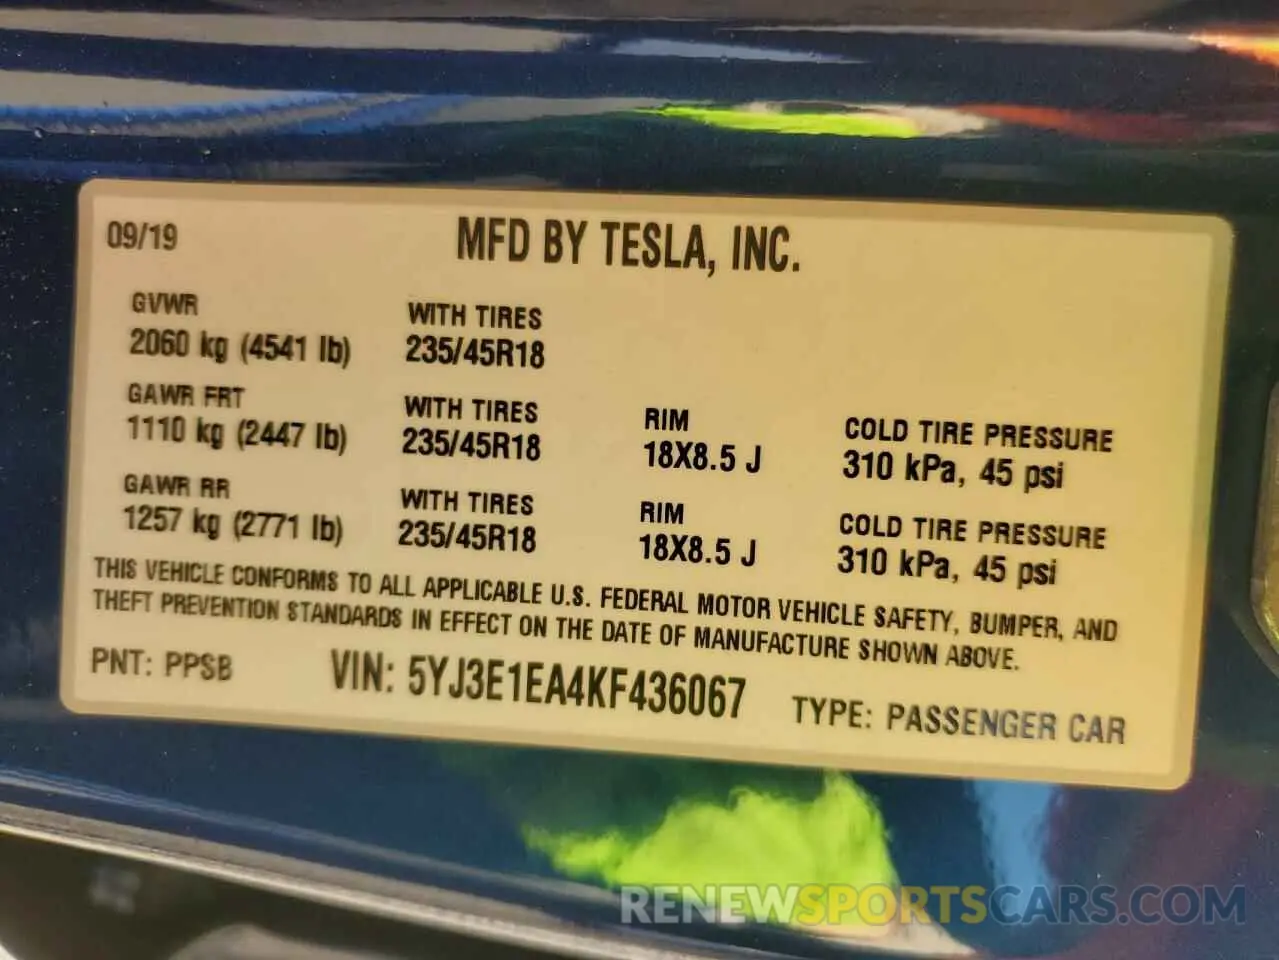 09/19 MFD BY TESLA, INC.
GVWR WITH TIRES
2060 kg (4541 lb) 235/45R18
GAWR FRT WITH TIRES RIM COLD TIRE PRESSURE
1110 kg (2447 lb) 235/45R18 18X8.5 J 310 kPa, 45 psi
GAWR RR WITH TIRES RIM COLD TIRE PRESSURE
1257 kg (2771 lb) 235/45R18 18X8.5 J 310 kPa, 45 psi
THIS VEHICLE CONFORMS TO ALL APPLICABLE U.S. FEDERAL MOTOR VEHICLE SAFETY, BUMPER, AND
THEFT PREVENTION STANDARDS IN EFFECT ON THE DATE OF MANUFACTURE SHOWN ABOVE.
PNT: PPSB VIN: 5YJ3E1EA4KF436067 TYPE: PASSENGER CAR
RENEWSPORTSCARS.COM